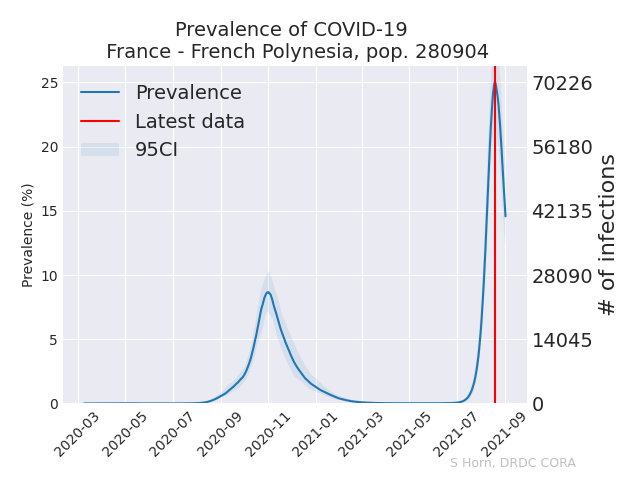 Prevalence of COVID-19
France - French Polynesia, pop. 280904
Prevalence
Latest data
95CI
Prevalence (%)
25
20
15
10
5
0
70226
56180
42135
28090
14045
0
# of infections
2020-03
2020-05
2020-07
2020-09
2020-11
2021-01
2021-03
2021-05
2021-07
2021-09
S Horn, DRDC CORA